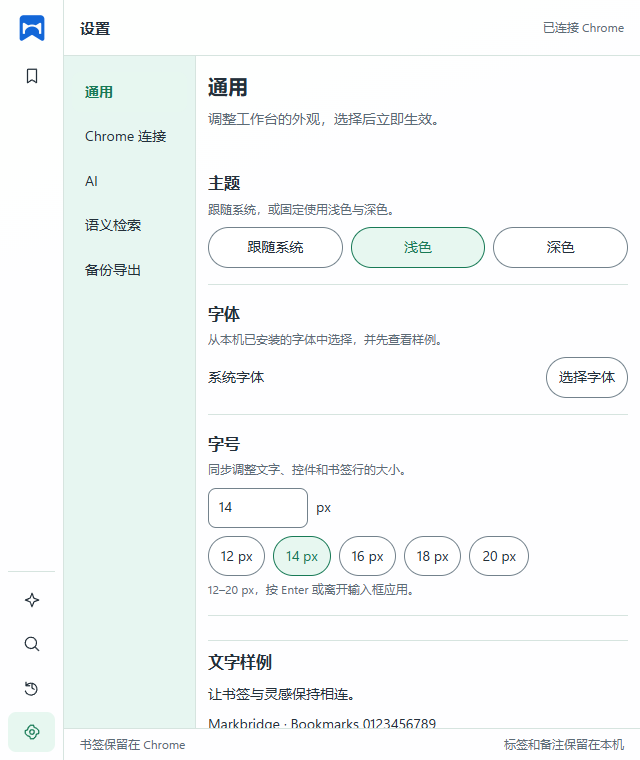 设置
已连接 Chrome
通用
Chrome 连接
AI
语义检索
备份导出
通用
调整工作台的外观，选择后立即生效。
主题
跟随系统，或固定使用浅色与深色。
跟随系统
浅色
深色
字体
从本机已安装的字体中选择，并先查看样例。
系统字体
选择字体
字号
同步调整文字、控件和书签行的大小。
14 px
12 px
14 px
16 px
18 px
20 px
12–20 px，按 Enter 或离开输入框应用。
文字样例
让书签与灵感保持相连。
Markbridge · Bookmarks 0123456789
书签保留在 Chrome
标签和备注保留在本机